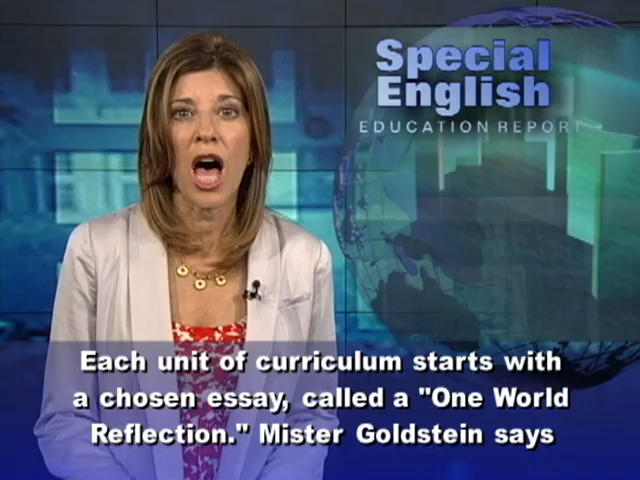 Special
English
EDUCATION REPORT
Each unit of curriculum starts with
a chosen essay, called a "One World
Reflection." Mister Goldstein says